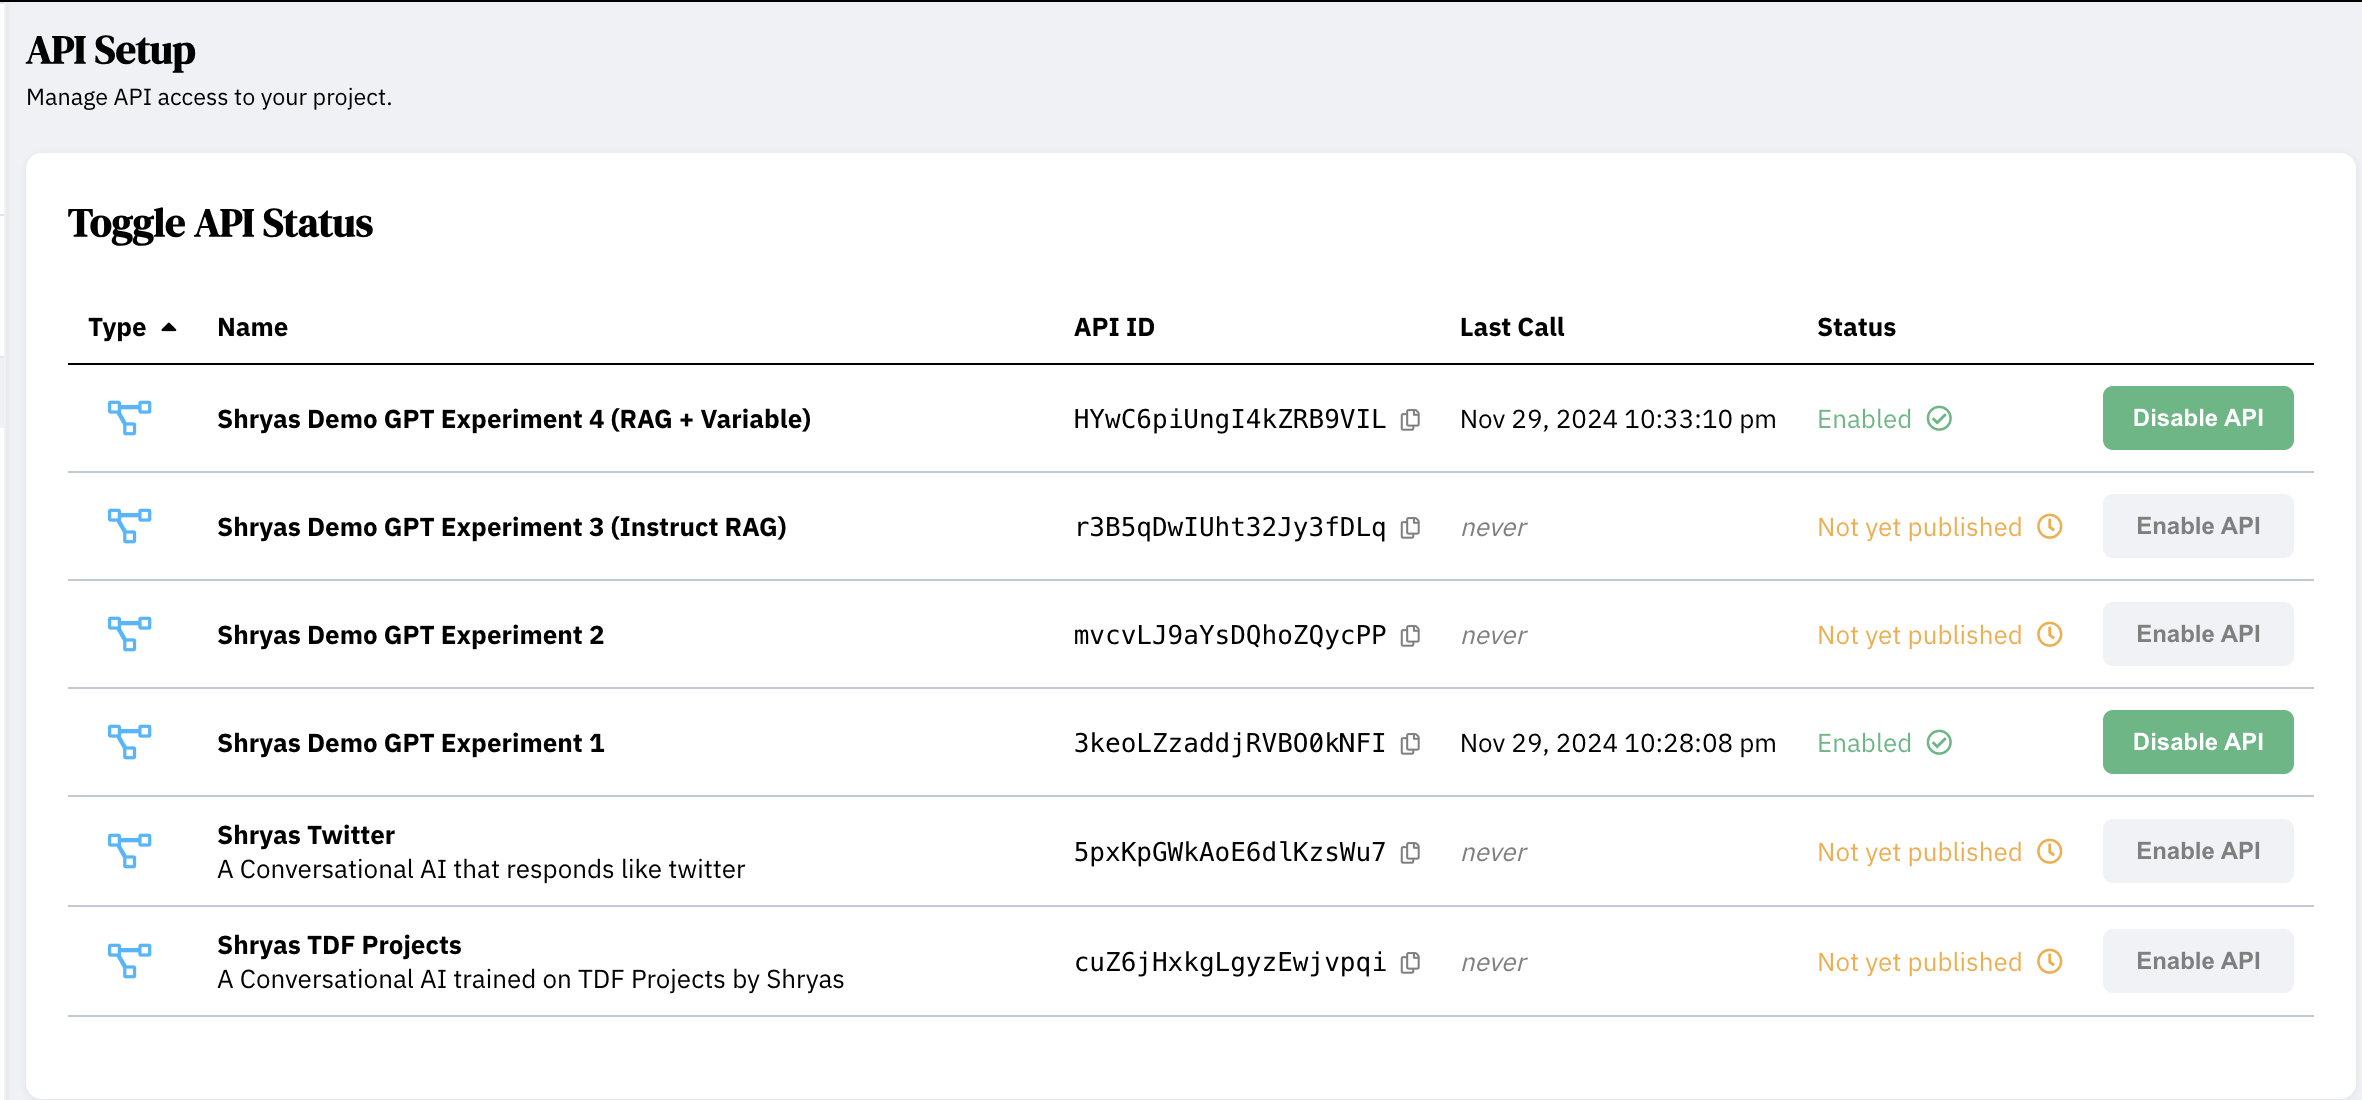 API Setup
Manage API access to your project.
Toggle API Status
Type Name API ID Last Call Status
Shryas Demo GPT Experiment 4 (RAG + Variable) HYwC6piUngI4kZRB9VIL Nov 29, 2024 10:33:10 pm Enabled Disable API
Shryas Demo GPT Experiment 3 (Instruct RAG) r3B5qDwIUht32Jy3fDLq never Not yet published Enable API
Shryas Demo GPT Experiment 2 mvcvLJ9aYsDQhoZQycPP never Not yet published Enable API
Shryas Demo GPT Experiment 1 3keoLZzaddjRVBO0kNFI Nov 29, 2024 10:28:08 pm Enabled Disable API
Shryas Twitter
A Conversational AI that responds like twitter 5pxKpGWkAoE6dlKzsWu7 never Not yet published Enable API
Shryas TDF Projects
A Conversational AI trained on TDF Projects by Shryas cuZ6jHxkgLgyzEwjvpqi never Not yet published Enable API